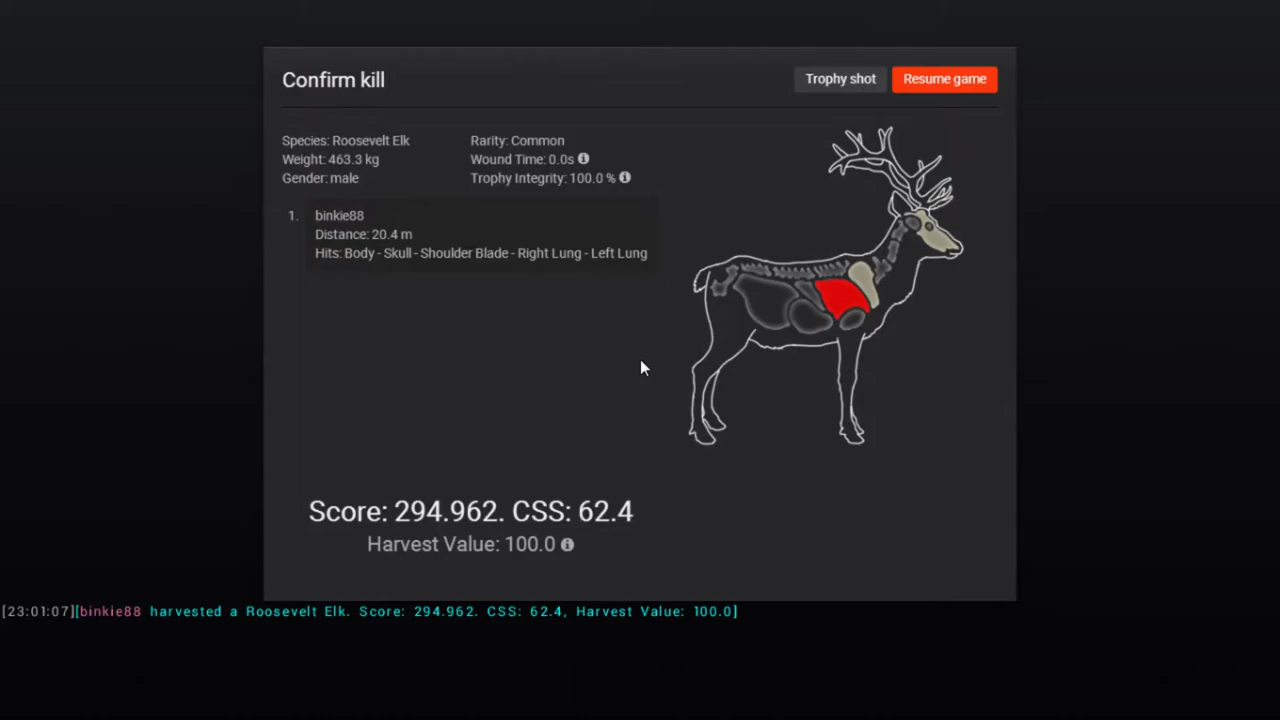 Confirm kill
Trophy shot
Resume game
Species: Roosevelt Elk
Weight: 463.3 kg
Gender: male
Rarity: Common
Wound Time: 0.0s
Trophy Integrity: 100.0 %
1.
binkie88
Distance: 20.4 m
Hits: Body - Skull - Shoulder Blade - Right Lung - Left Lung
Score: 294.962. CSS: 62.4
Harvest Value: 100.0
[23:01:07][binkie88 harvested a Roosevelt Elk. Score: 294.962. CSS: 62.4, Harvest Value: 100.0]